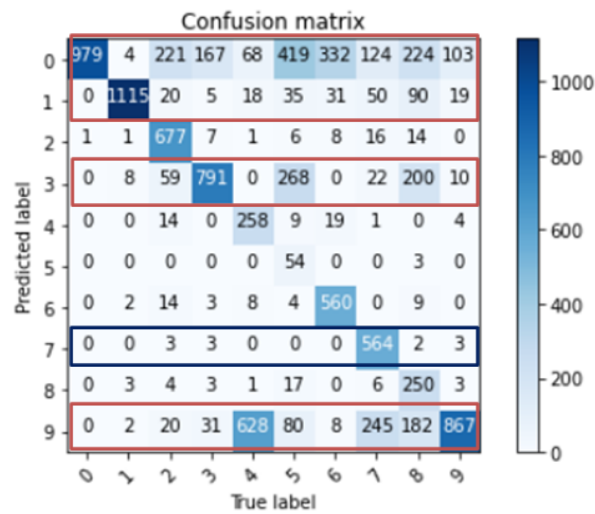 Confusion matrix
0 979 4 221 167 68 419 332 124 224 103
1 0 1115 20 5 18 35 31 50 90 19
2 1 1 677 7 1 6 8 16 14 0
3 0 8 59 791 0 268 0 22 200 10
4 0 0 14 0 258 9 19 1 0 4
5 0 0 0 0 0 54 0 0 3 0
6 0 2 14 3 8 4 560 0 9 0
7 0 0 3 3 0 0 0 564 2 3
8 0 3 4 3 1 17 0 6 250 3
9 0 2 20 31 628 80 8 245 182 867
0 1 2 3 4 5 6 7 8 9
True label
Predicted label
1000
800
600
400
200
0